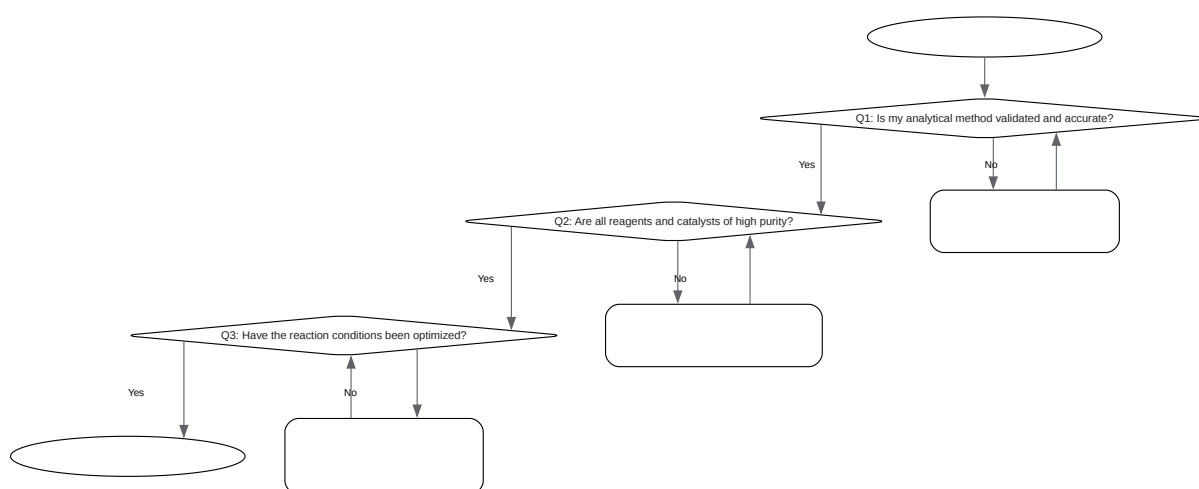 Q1: Is my analytical method validated and accurate?
Yes
No
Q2: Are all reagents and catalysts of high purity?
Yes
No
Q3: Have the reaction conditions been optimized?
Yes
No